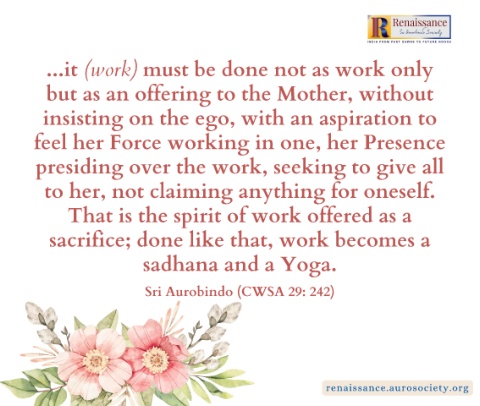 Renaissance
Sri Aurobindo Society
INDIA FROM PAST DAWNS TO FUTURE NOONS
...it (work) must be done not as work only
but as an offering to the Mother, without
insisting on the ego, with an aspiration to
feel her Force working in one, her Presence
presiding over the work, seeking to give all
to her, not claiming anything for oneself.
That is the spirit of work offered as a
sacrifice; done like that, work becomes a
sadhana and a Yoga.
Sri Aurobindo (CWSA 29: 242)
renaissance.aurosociety.org